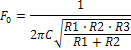 F₀ = 1 / (2πC√((R1 · R2 · R3) / (R1 + R2)))